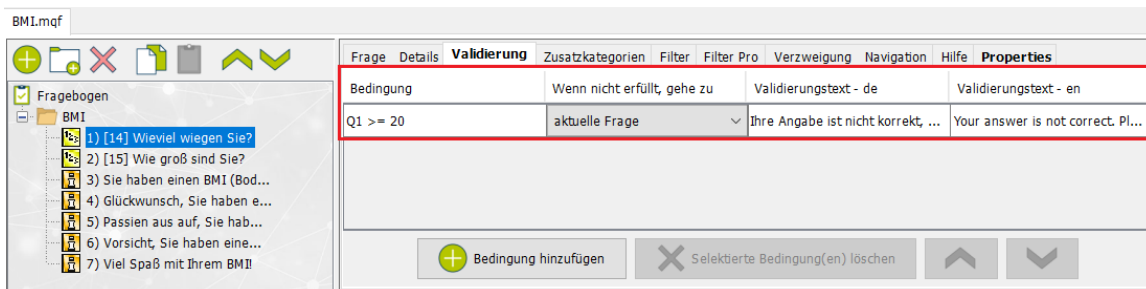 BMI.mqf
Frage Details Validierung Zusatzkategorien Filter Filter Pro Verzweigung Navigation Hilfe Properties
Fragebogen
BMI
1) [14] Wieviel wiegen Sie?
2) [15] Wie groß sind Sie?
3) Sie haben einen BMI (Bod...
4) Glückwunsch, Sie haben e...
5) Passien aus auf, Sie hab...
6) Vorsicht, Sie haben eine...
7) Viel Spaß mit Ihrem BMI!
Bedingung Wenn nicht erfüllt, gehe zu Validierungstext - de Validierungstext - en
Q1 >= 20 aktuelle Frage Ihre Angabe ist nicht korrekt, ... Your answer is not correct. Pl...
Bedingung hinzufügen Selektierte Bedingung(en) löschen